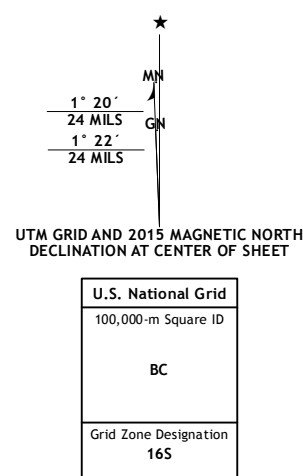 MN
1° 20´
24 MILS
GN
1° 22´
24 MILS
UTM GRID AND 2015 MAGNETIC NORTH
DECLINATION AT CENTER OF SHEET
U.S. National Grid
100,000-m Square ID
BC
Grid Zone Designation
16S